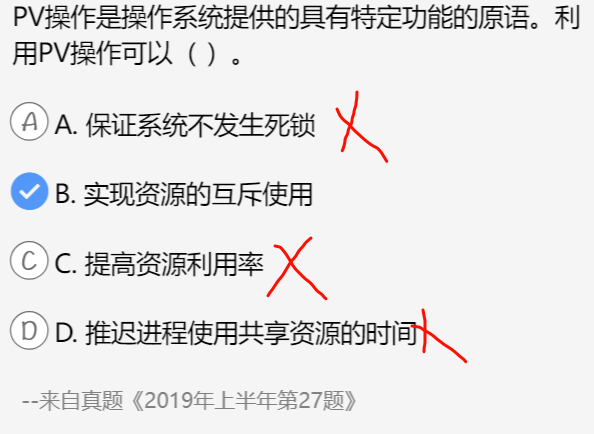 PV操作是操作系统提供的具有特定功能的原语。利
用PV操作可以（ ）。
A A. 保证系统不发生死锁
B. 实现资源的互斥使用
C C. 提高资源利用率
D D. 推迟进程使用共享资源的时间
--来自真题《2019年上半年第27题》